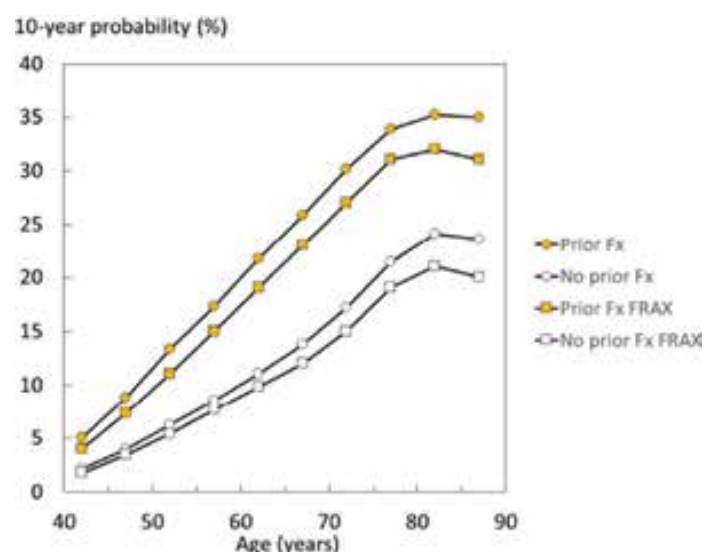 10-year probability (%)
40
35
30
25
20
15
10
5
0
40
50
60
70
80
90
Age (years)
Prior Fx
No prior Fx
Prior Fx FRAX
No prior Fx FRAX